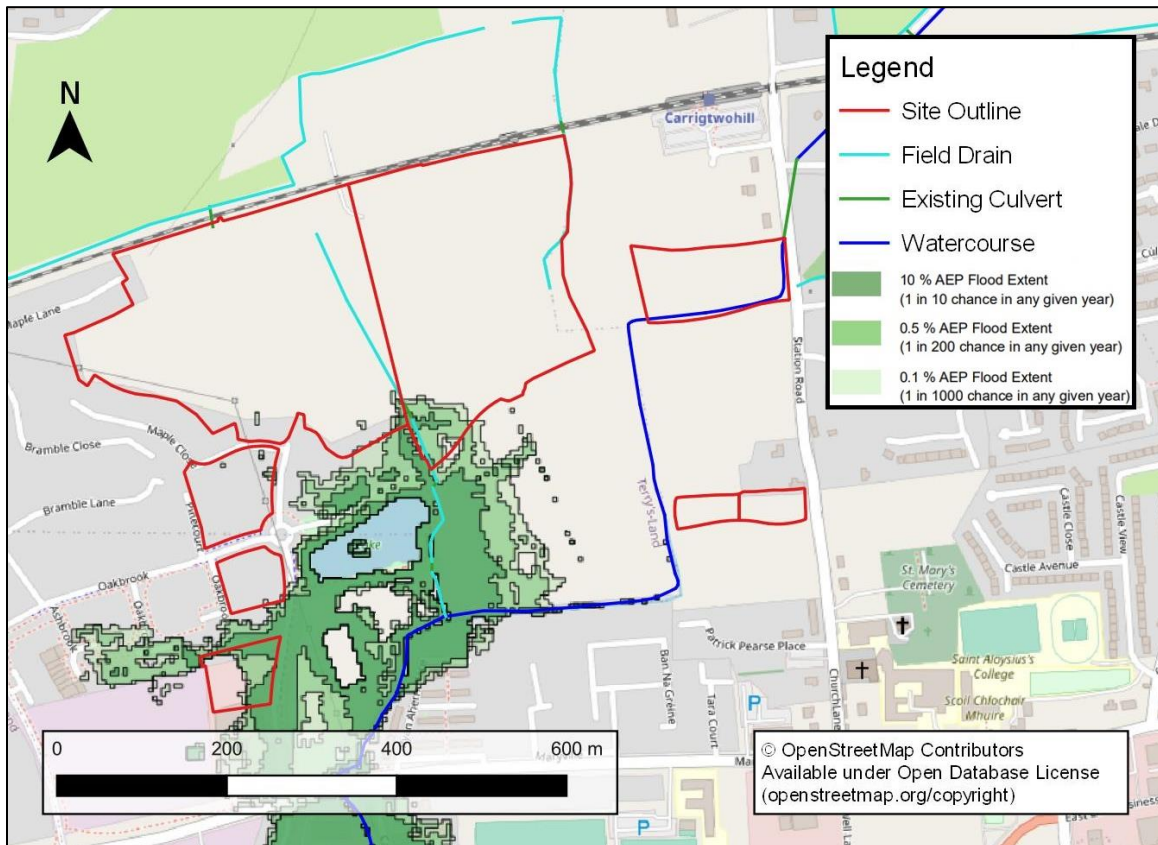 N
Carrigtwohill
Legend
Site Outline
Field Drain
Existing Culvert
Watercourse
10 % AEP Flood Extent
(1 in 10 chance in any given year)
0.5 % AEP Flood Extent
(1 in 200 chance in any given year)
0.1 % AEP Flood Extent
(1 in 1000 chance in any given year)
Maple Lane
Station Road
Maple Close
Bramble Close
Bramble Lane
Pinecourt
Terry's-Land
Oakbrook
Ashbrook
Castle Close
Castle View
Castle Avenue
St. Mary's
Cemetery
Patrick Pearse Place
Saint Aloysius's
College
Scoil Chlochair
Mhuire
Ban Na Greine
Tara Court
Church Lane
P
Maryville
0 200 400 600 m
© OpenStreetMap Contributors
Available under Open Database License
(openstreetmap.org/copyright)
P